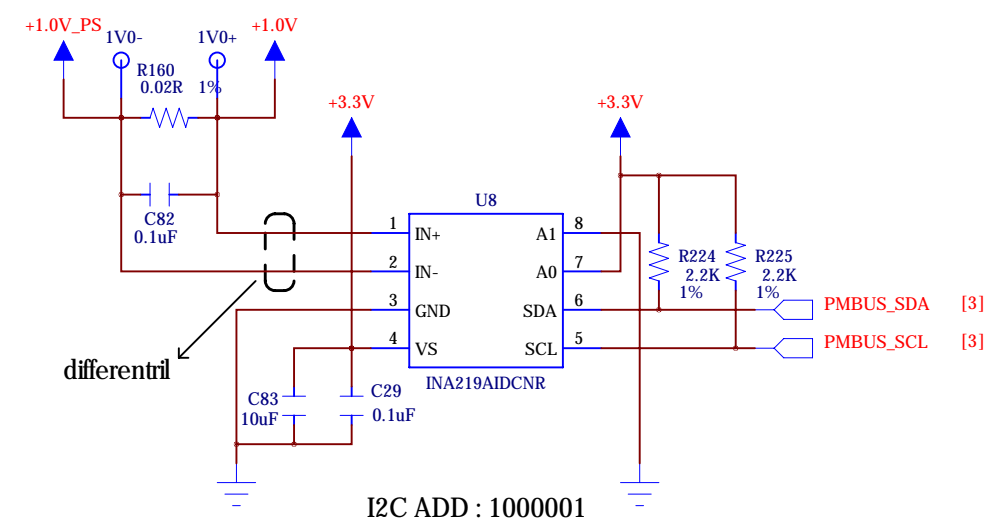 +1.0V_PS
1V0-
1V0+
+1.0V
R160
0.02R 1%
+3.3V
+3.3V
C82
0.1uF
U8
1 IN+
2 IN-
3 GND
4 VS
A1 8
A0 7
SDA 6
SCL 5
INA219AIDCNR
R224
2.2K
1%
R225
2.2K
1%
PMBUS_SDA [3]
PMBUS_SCL [3]
differentril
C83
10uF
C29
0.1uF
I2C ADD : 1000001